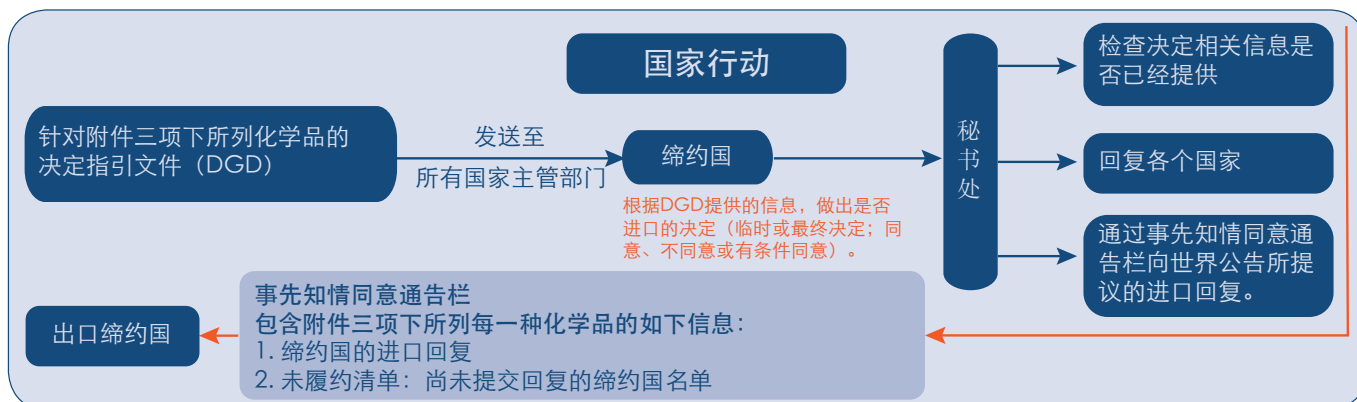 国家行动
针对附件三项下所列化学品的
决定指引文件（DGD）
发送至
所有国家主管部门
缔约国
根据DGD提供的信息，做出是否
进口的决定（临时或最终决定；同
意、不同意或有条件同意）。
秘书处
检查决定相关信息是
否已经提供
回复各个国家
通过事先知情同意通
告栏向世界公告所提
议的进口回复。
事先知情同意通告栏
包含附件三项下所列每一种化学品的如下信息：
1. 缔约国的进口回复
2. 未履约清单：尚未提交回复的缔约国名单
出口缔约国